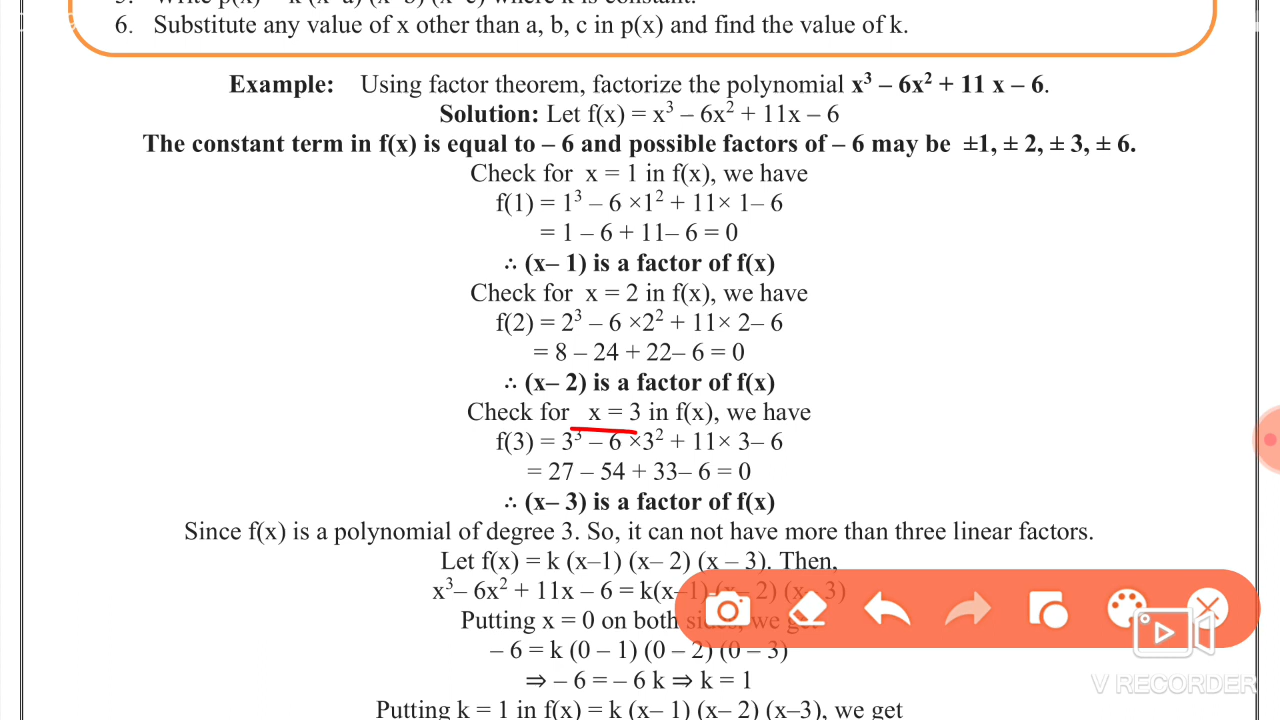 5. Write p(x) = k (x–a) (x–b) (x–c) where k is constant.
6. Substitute any value of x other than a, b, c in p(x) and find the value of k.
Example: Using factor theorem, factorize the polynomial x³ – 6x² + 11 x – 6.
Solution: Let f(x) = x³ – 6x² + 11x – 6
The constant term in f(x) is equal to – 6 and possible factors of – 6 may be ±1, ± 2, ± 3, ± 6.
Check for x = 1 in f(x), we have
f(1) = 1³ – 6 ×1² + 11× 1– 6
= 1 – 6 + 11– 6 = 0
∴ (x– 1) is a factor of f(x)
Check for x = 2 in f(x), we have
f(2) = 2³ – 6 ×2² + 11× 2– 6
= 8 – 24 + 22– 6 = 0
∴ (x– 2) is a factor of f(x)
Check for x = 3 in f(x), we have
f(3) = 3³ – 6 ×3² + 11× 3– 6
= 27 – 54 + 33– 6 = 0
∴ (x– 3) is a factor of f(x)
Since f(x) is a polynomial of degree 3. So, it can not have more than three linear factors.
Let f(x) = k (x–1) (x– 2) (x – 3). Then,
x³– 6x² + 11x – 6 = k(x–1) (x– 2) (x– 3)
Putting x = 0 on both sides, we get
– 6 = k (0 – 1) (0 – 2) (0 – 3)
⇒ – 6 = – 6 k ⇒ k = 1
Putting k = 1 in f(x) = k (x– 1) (x– 2) (x–3), we get
V RECORDER